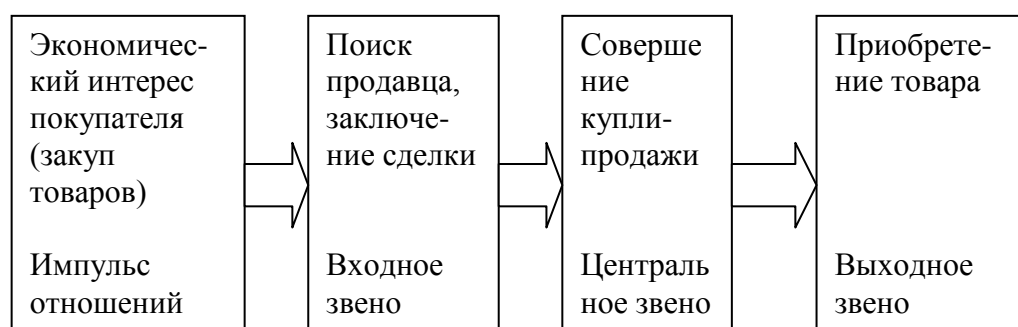 Экономичес-
кий интерес
покупателя
(закуп
товаров)
Импульс
отношений
Поиск
продавца,
заключе-
ние сделки
Входное
звено
Соверше
ние
купли-
продажи
Централь
ное звено
Приобрете-
ние товара
Выходное
звено